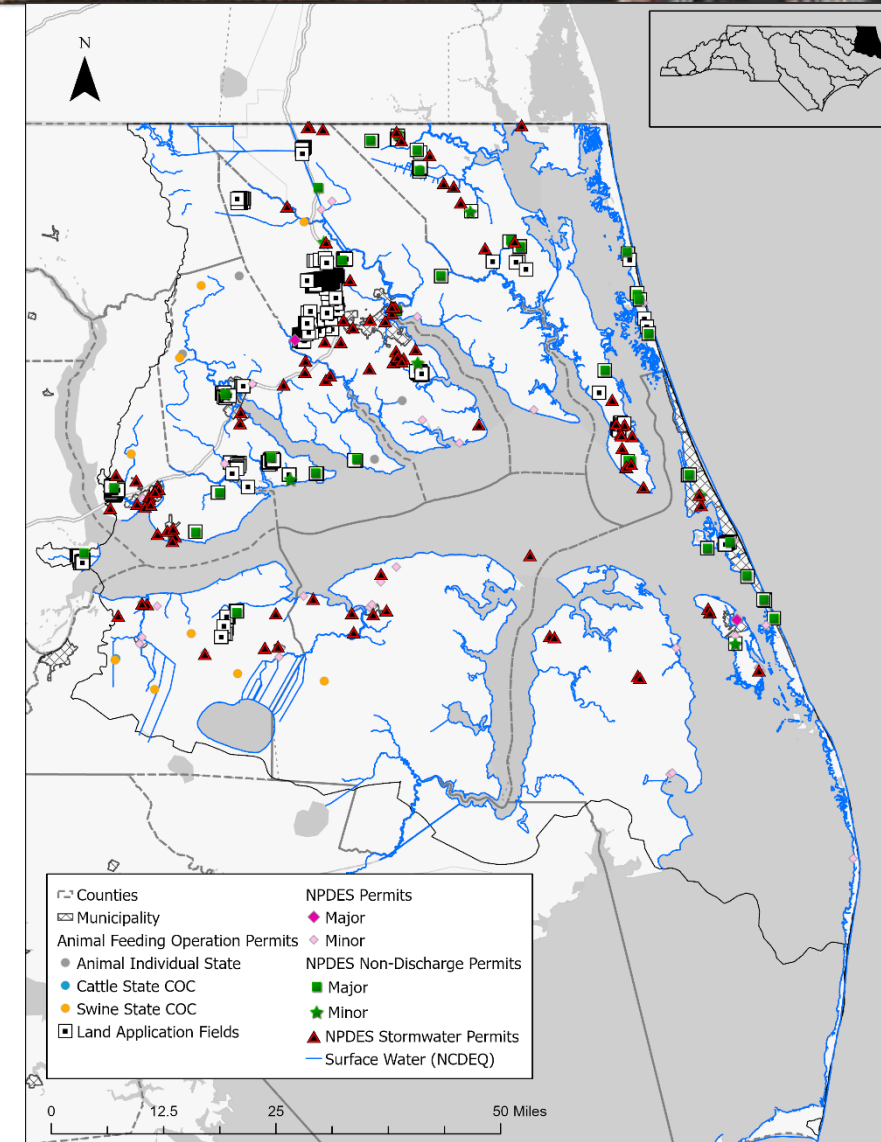 N
Counties
Municipality
Animal Feeding Operation Permits
Animal Individual State
Cattle State COC
Swine State COC
Land Application Fields
NPDES Permits
Major
Minor
NPDES Non-Discharge Permits
Major
Minor
NPDES Stormwater Permits
Surface Water (NCDEQ)
0 12.5 25 50 Miles